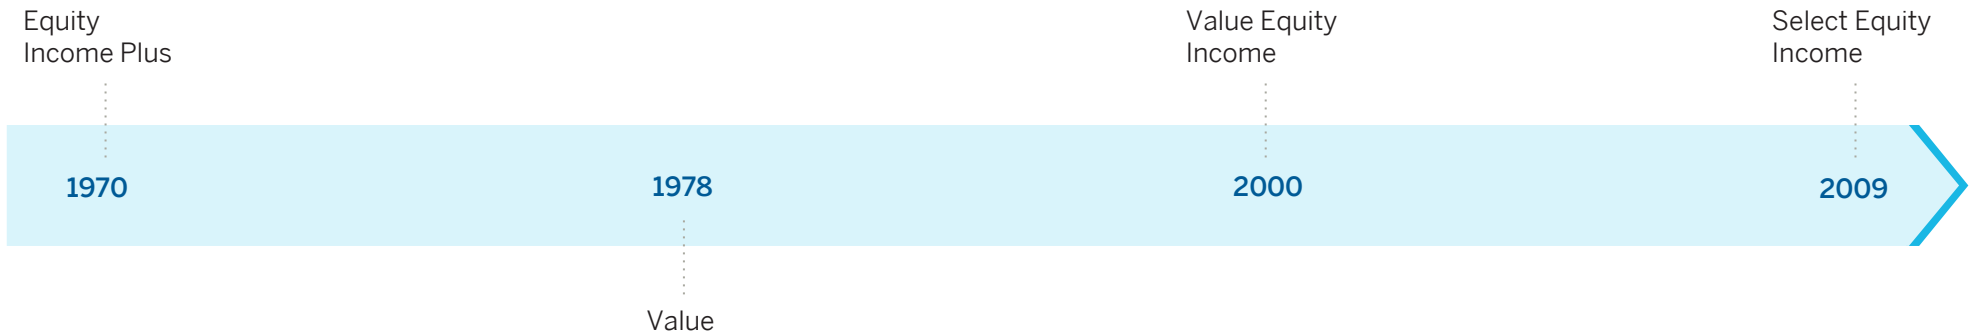 Equity
Income Plus
Value Equity
Income
Select Equity
Income
1970
1978
2000
2009
Value